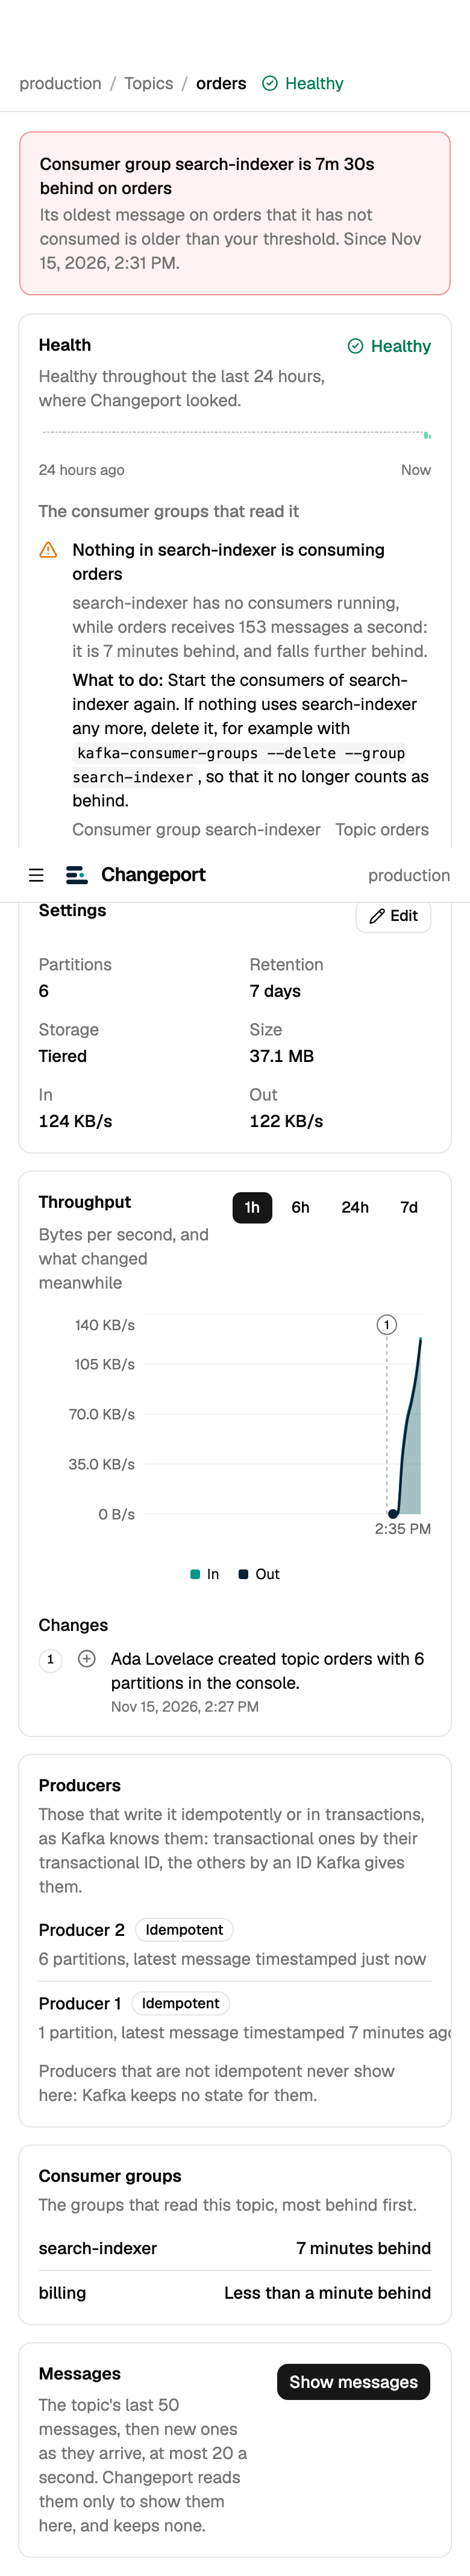 production / Topics / orders Healthy
Consumer group search-indexer is 7m 30s
behind on orders
Its oldest message on orders that it has not
consumed is older than your threshold. Since Nov
15, 2026, 2:31 PM.
Health
Healthy
Healthy throughout the last 24 hours,
where Changeport looked.
24 hours ago
Now
The consumer groups that read it
Nothing in search-indexer is consuming
orders
search-indexer has no consumers running,
while orders receives 153 messages a second:
it is 7 minutes behind, and falls further behind.
What to do: Start the consumers of search-
indexer again. If nothing uses search-indexer
any more, delete it, for example with
kafka-consumer-groups --delete --group
search-indexer, so that it no longer counts as
behind.
Consumer group search-indexer Topic orders
Changeport
production
Settings
Edit
Partitions
Retention
6
7 days
Storage
Size
Tiered
37.1 MB
In
Out
124 KB/s
122 KB/s
Throughput
1h 6h 24h 7d
Bytes per second, and
what changed
meanwhile
140 KB/s
1
105 KB/s
70.0 KB/s
35.0 KB/s
0 B/s
2:35 PM
In Out
Changes
1
Ada Lovelace created topic orders with 6
partitions in the console.
Nov 15, 2026, 2:27 PM
Producers
Those that write it idempotently or in transactions,
as Kafka knows them: transactional ones by their
transactional ID, the others by an ID Kafka gives
them.
Producer 2 Idempotent
6 partitions, latest message timestamped just now
Producer 1 Idempotent
1 partition, latest message timestamped 7 minutes ago
Producers that are not idempotent never show
here: Kafka keeps no state for them.
Consumer groups
The groups that read this topic, most behind first.
search-indexer
7 minutes behind
billing
Less than a minute behind
Messages
Show messages
The topic's last 50
messages, then new ones
as they arrive, at most 20 a
second. Changeport reads
them only to show them
here, and keeps none.